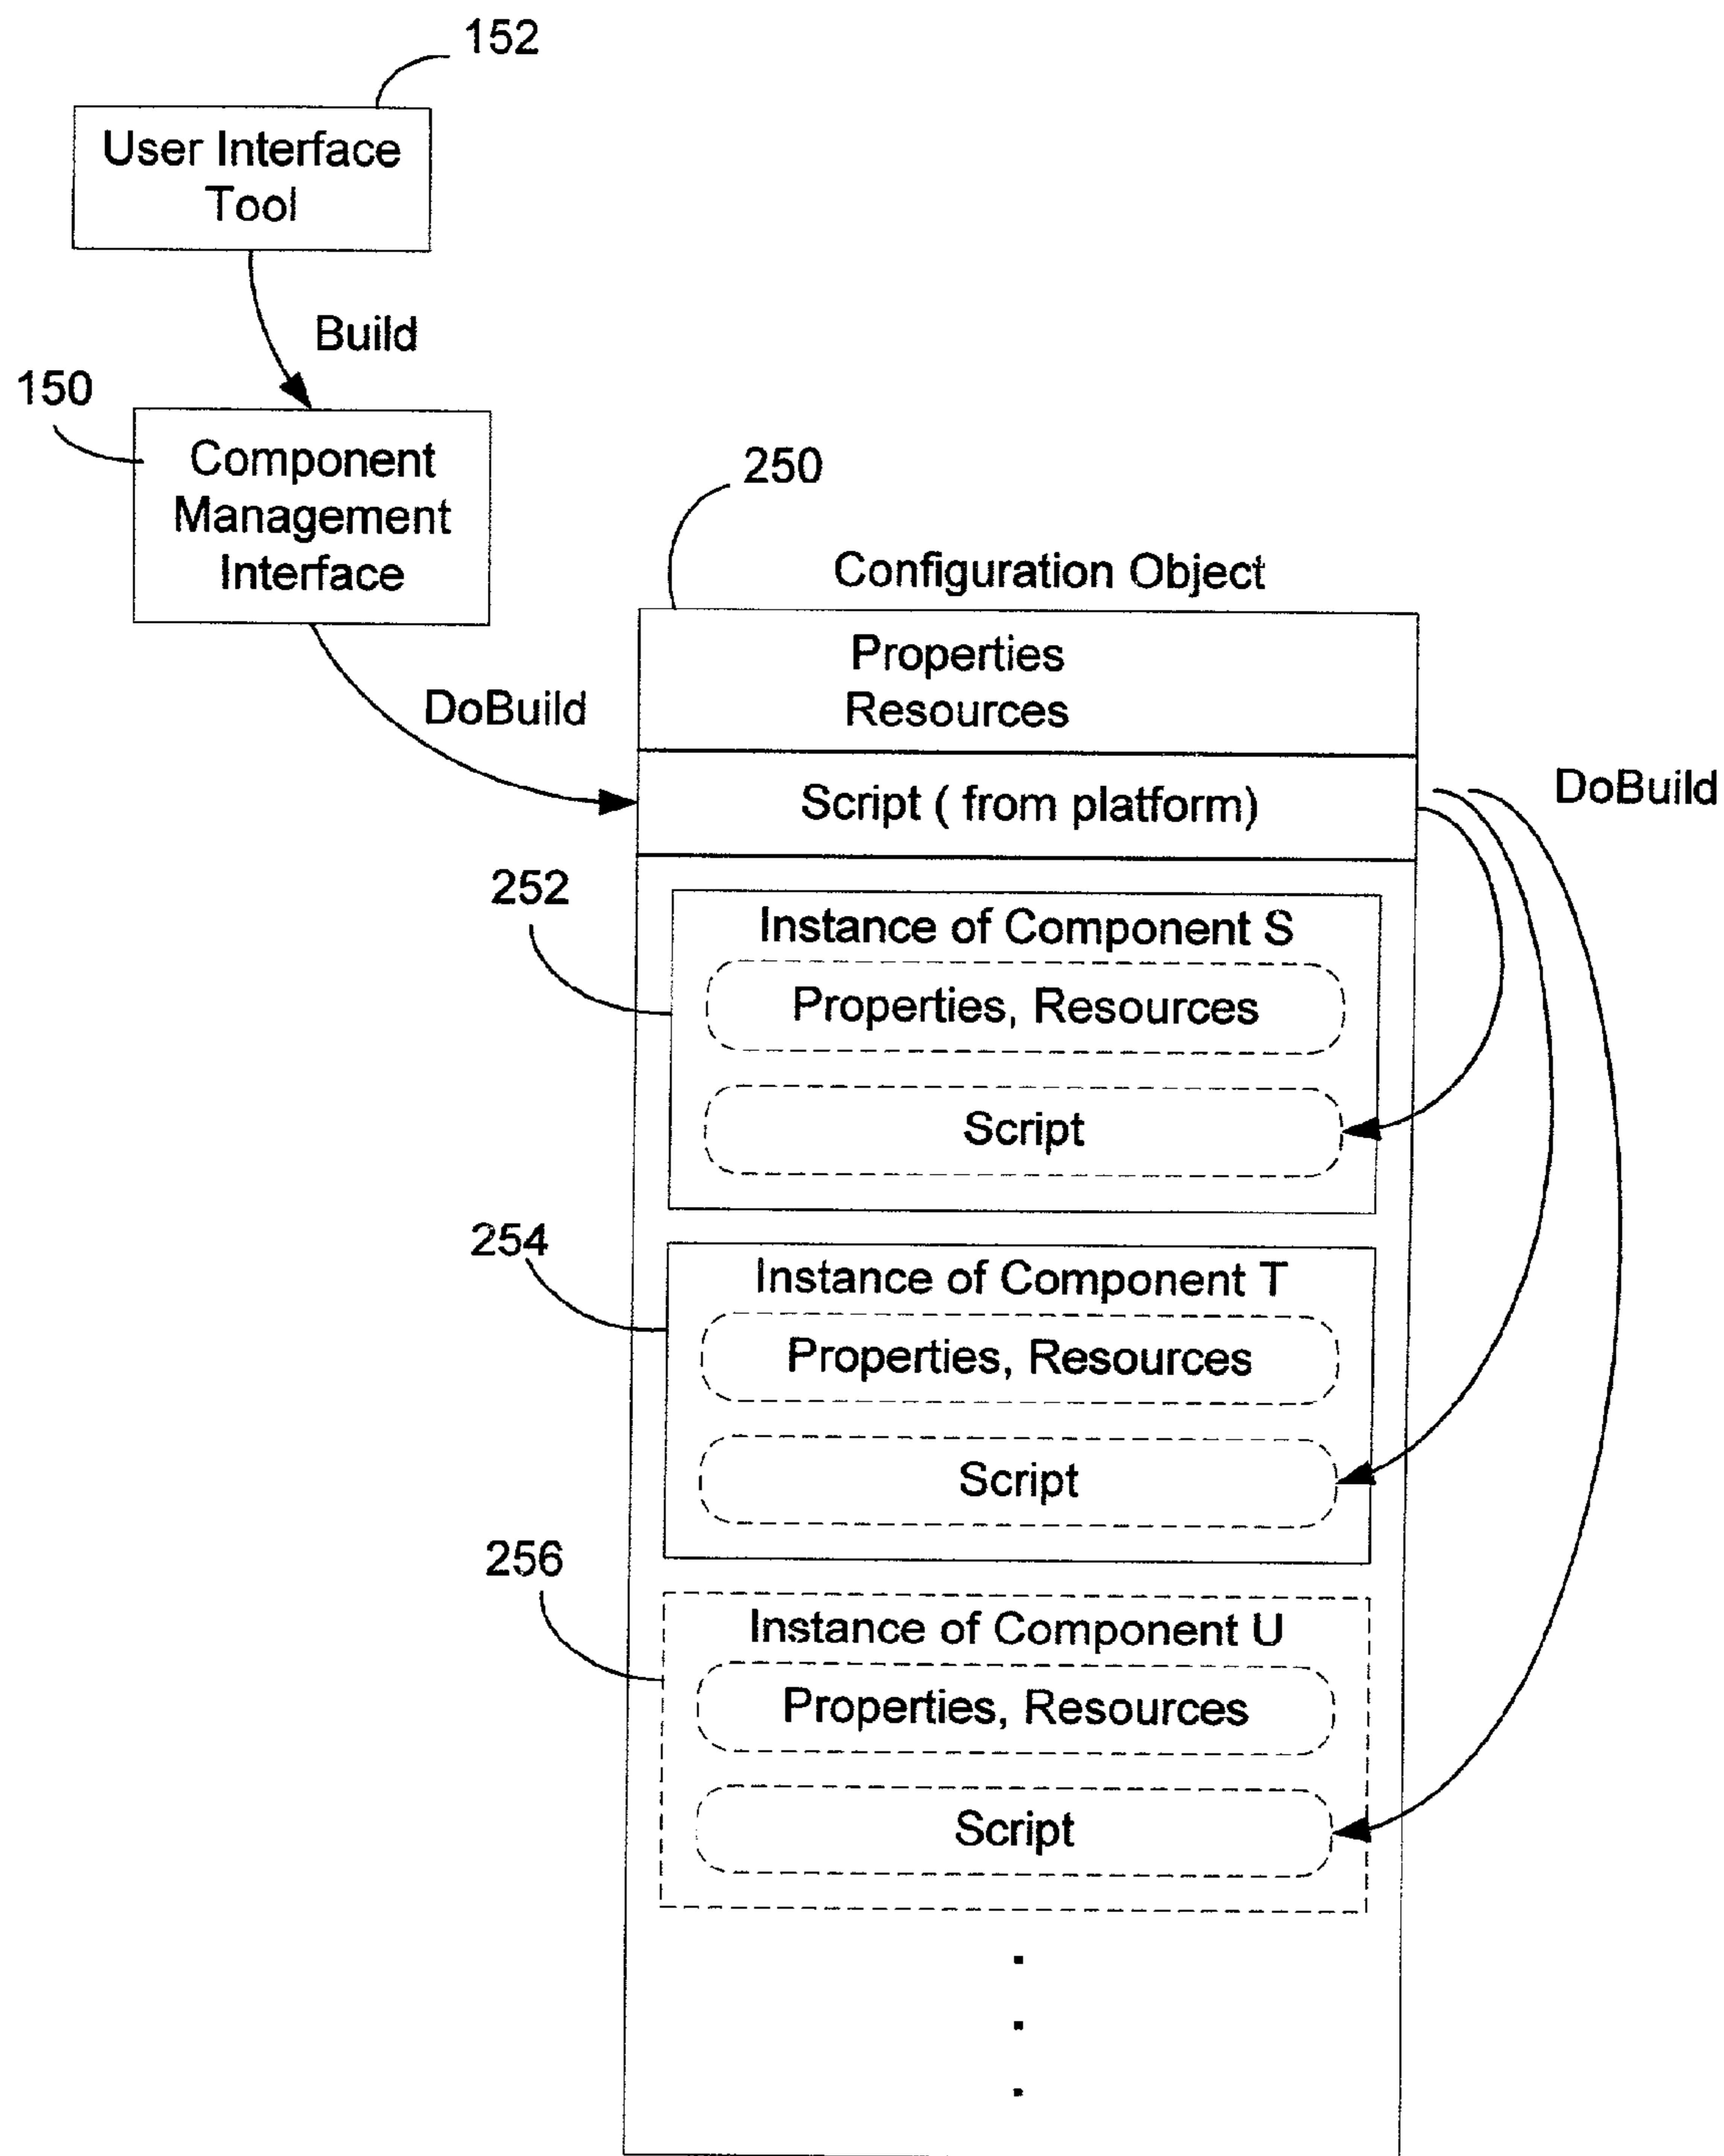 152
User Interface
Tool
Build
150
Component
Management
Interface
250
Configuration Object
Properties
Resources
DoBuild
Script ( from platform)
DoBuild
252
Instance of Component S
Properties, Resources
Script
254
Instance of Component T
Properties, Resources
Script
256
Instance of Component U
Properties, Resources
Script